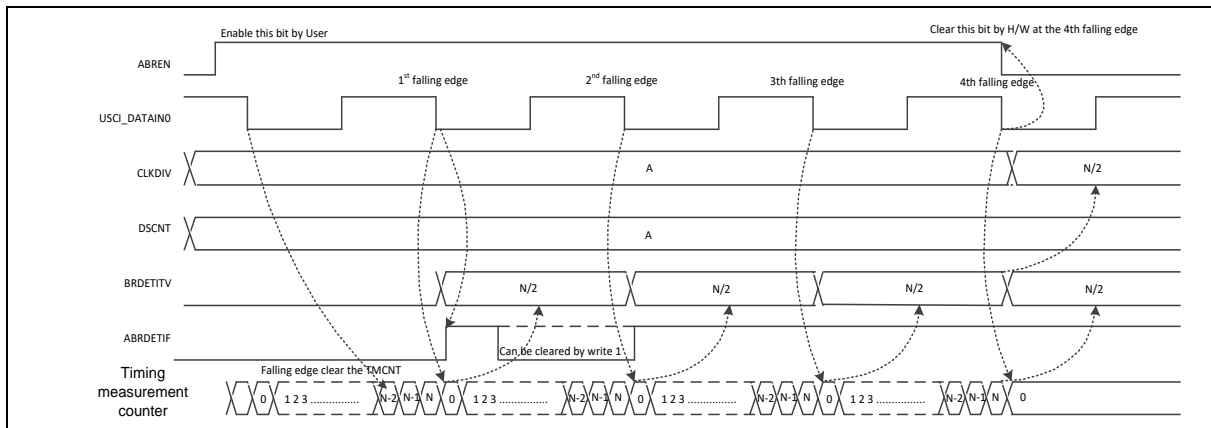 Enable this bit by User
Clear this bit by H/W at the 4th falling edge
ABREN
1st falling edge
2nd falling edge
3th falling edge
4th falling edge
USCI_DATAIN0
CLKDIV
A
N/2
DSCNT
A
BRDETITV
N/2
N/2
N/2
N/2
ABRDETIF
Can be cleared by write 1
Falling edge clear the TMCNT
Timing
measurement
counter
0 1 2 3 .............. N-2 N-1 N 0 1 2 3 .............. N-2 N-1 N 0 1 2 3 .............. N-2 N-1 N 0 1 2 3 .............. N-2 N-1 N 0